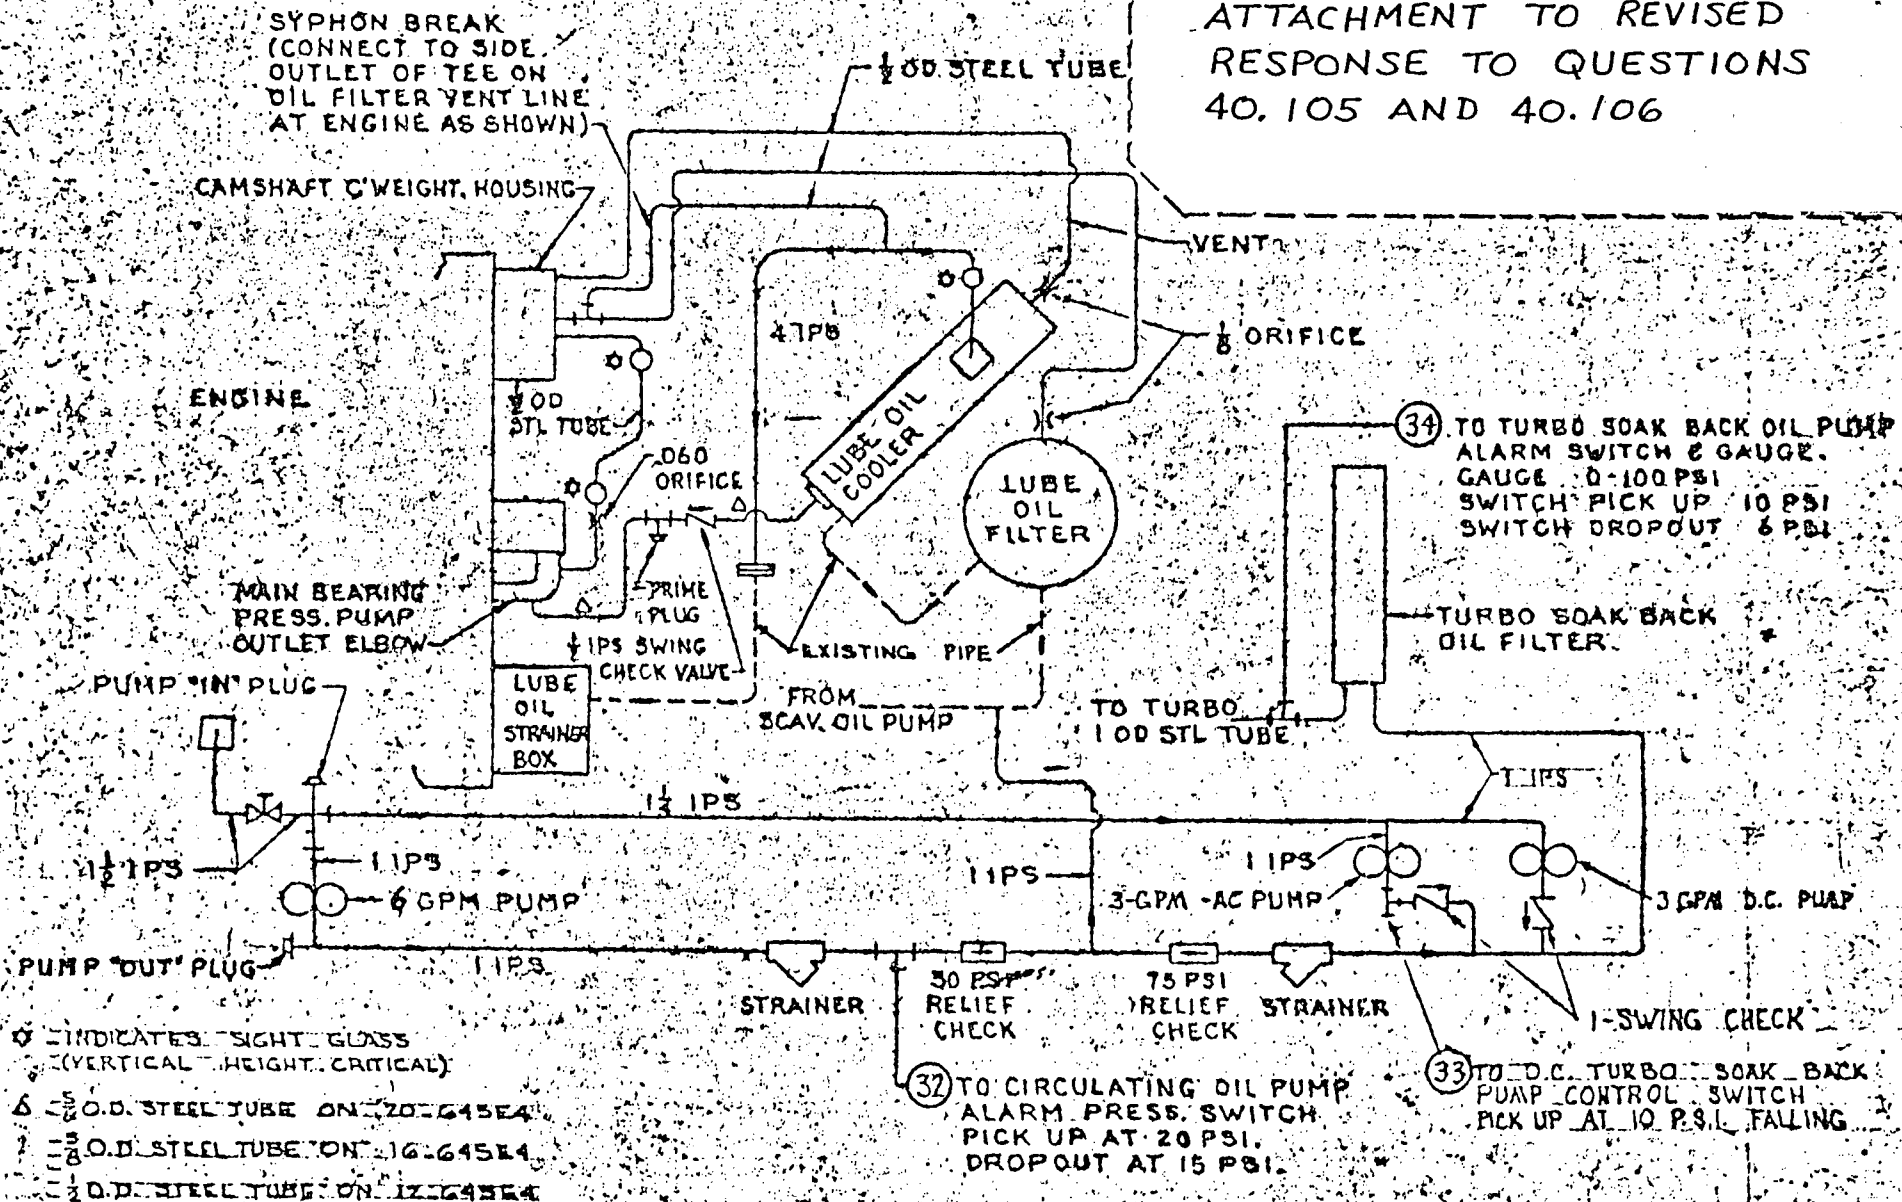 SYPHON BREAK
(CONNECT TO SIDE
OUTLET OF TEE ON
OIL FILTER VENT LINE
AT ENGINE AS SHOWN)
ATTACHMENT TO REVISED
RESPONSE TO QUESTIONS
40.105 AND 40.106
½ OD. STEEL TUBE
CAMSHAFT C'WEIGHT. HOUSING
VENT
4 IPS
⅛ ORIFICE
ENGINE
½ OD
STL TUBE
.060
ORIFICE
LUBE OIL
COOLER
LUBE
OIL
FILTER
34 TO TURBO SOAK BACK OIL PUMP
ALARM SWITCH & GAUGE.
GAUGE 0-100 PSI
SWITCH PICK UP 10 PSI
SWITCH DROPOUT 6 PSI
MAIN BEARING
PRESS. PUMP
OUTLET ELBOW
PRIME
PLUG
½ IPS SWING
CHECK VALVE
EXISTING PIPE
TURBO SOAK BACK
OIL FILTER.
PUMP "IN" PLUG
LUBE
OIL
STRAINER
BOX
FROM
SCAV. OIL PUMP
TO TURBO
1 OD STL TUBE
1½ IPS
1 IPS
1½ IPS
1 IPS
1 IPS
1 IPS
6 GPM PUMP
3-GPM -AC PUMP
3 GPM D.C. PUMP
PUMP "OUT" PLUG
1 IPS
STRAINER
RELIEF
CHECK
75 PSI
RELIEF
CHECK
STRAINER
1-SWING CHECK
=INDICATES SIGHT GLASS
(VERTICAL HEIGHT CRITICAL)
O.D. STEEL TUBE ON 20-645E4
O.D. STEEL TUBE ON 16-645E4
½ O.D. STEEL TUBE ON 12-645E4
32 TO CIRCULATING OIL PUMP
ALARM PRESS. SWITCH
PICK UP AT 20 PSI.
DROPOUT AT 15 PSI.
33 TO D.C. TURBO SOAK BACK
PUMP CONTROL SWITCH
PICK UP AT 10 P.S.I. FALLING